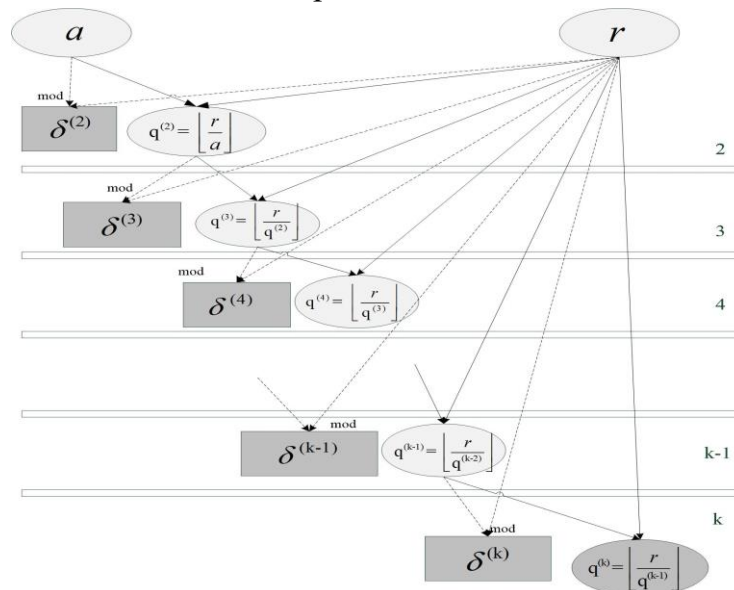 a r
mod
δ(2) q(2) = ⌊r/a⌋
2
mod
δ(3) q(3) = ⌊r/q(2)⌋
3
mod
δ(4) q(4) = ⌊r/q(3)⌋
4
mod
δ(k-1) q(k-1) = ⌊r/q(k-2)⌋
k-1
k
mod
δ(k) q(k) = ⌊r/q(k-1)⌋